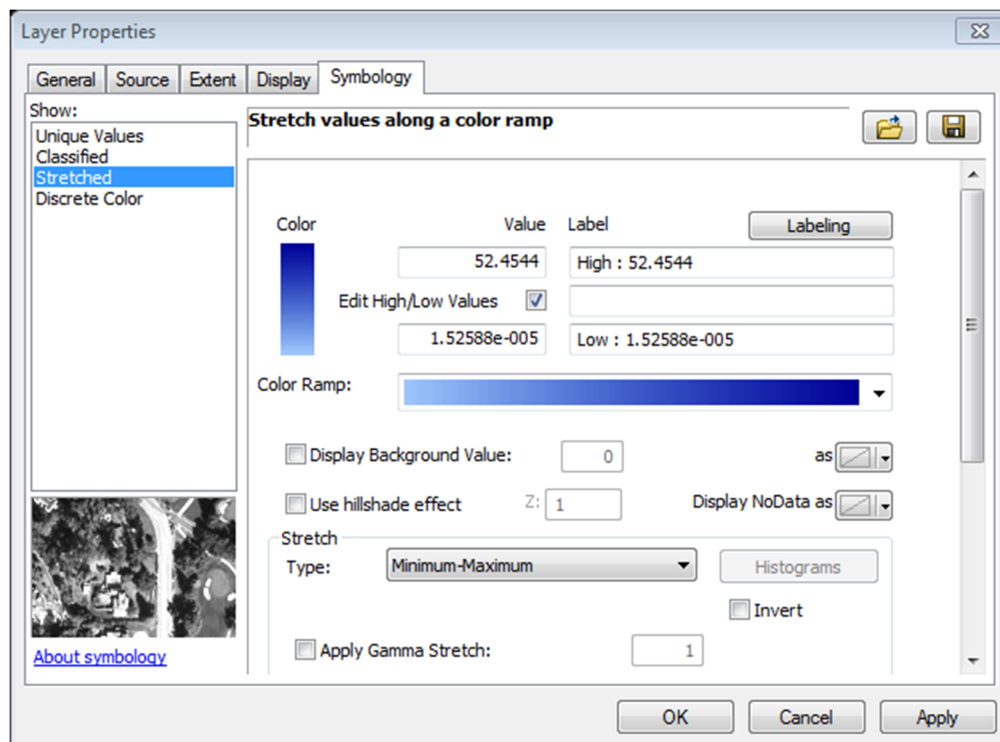 Layer Properties
General Source Extent Display Symbology
Show:
Unique Values
Classified
Stretched
Discrete Color
About symbology
Stretch values along a color ramp
Color Value Label Labeling
52.4544 High : 52.4544
Edit High/Low Values
1.52588e-005 Low : 1.52588e-005
Color Ramp:
Display Background Value: 0 as
Use hillshade effect Z: 1 Display NoData as
Stretch
Type: Minimum-Maximum Histograms
Invert
Apply Gamma Stretch: 1
OK Cancel Apply